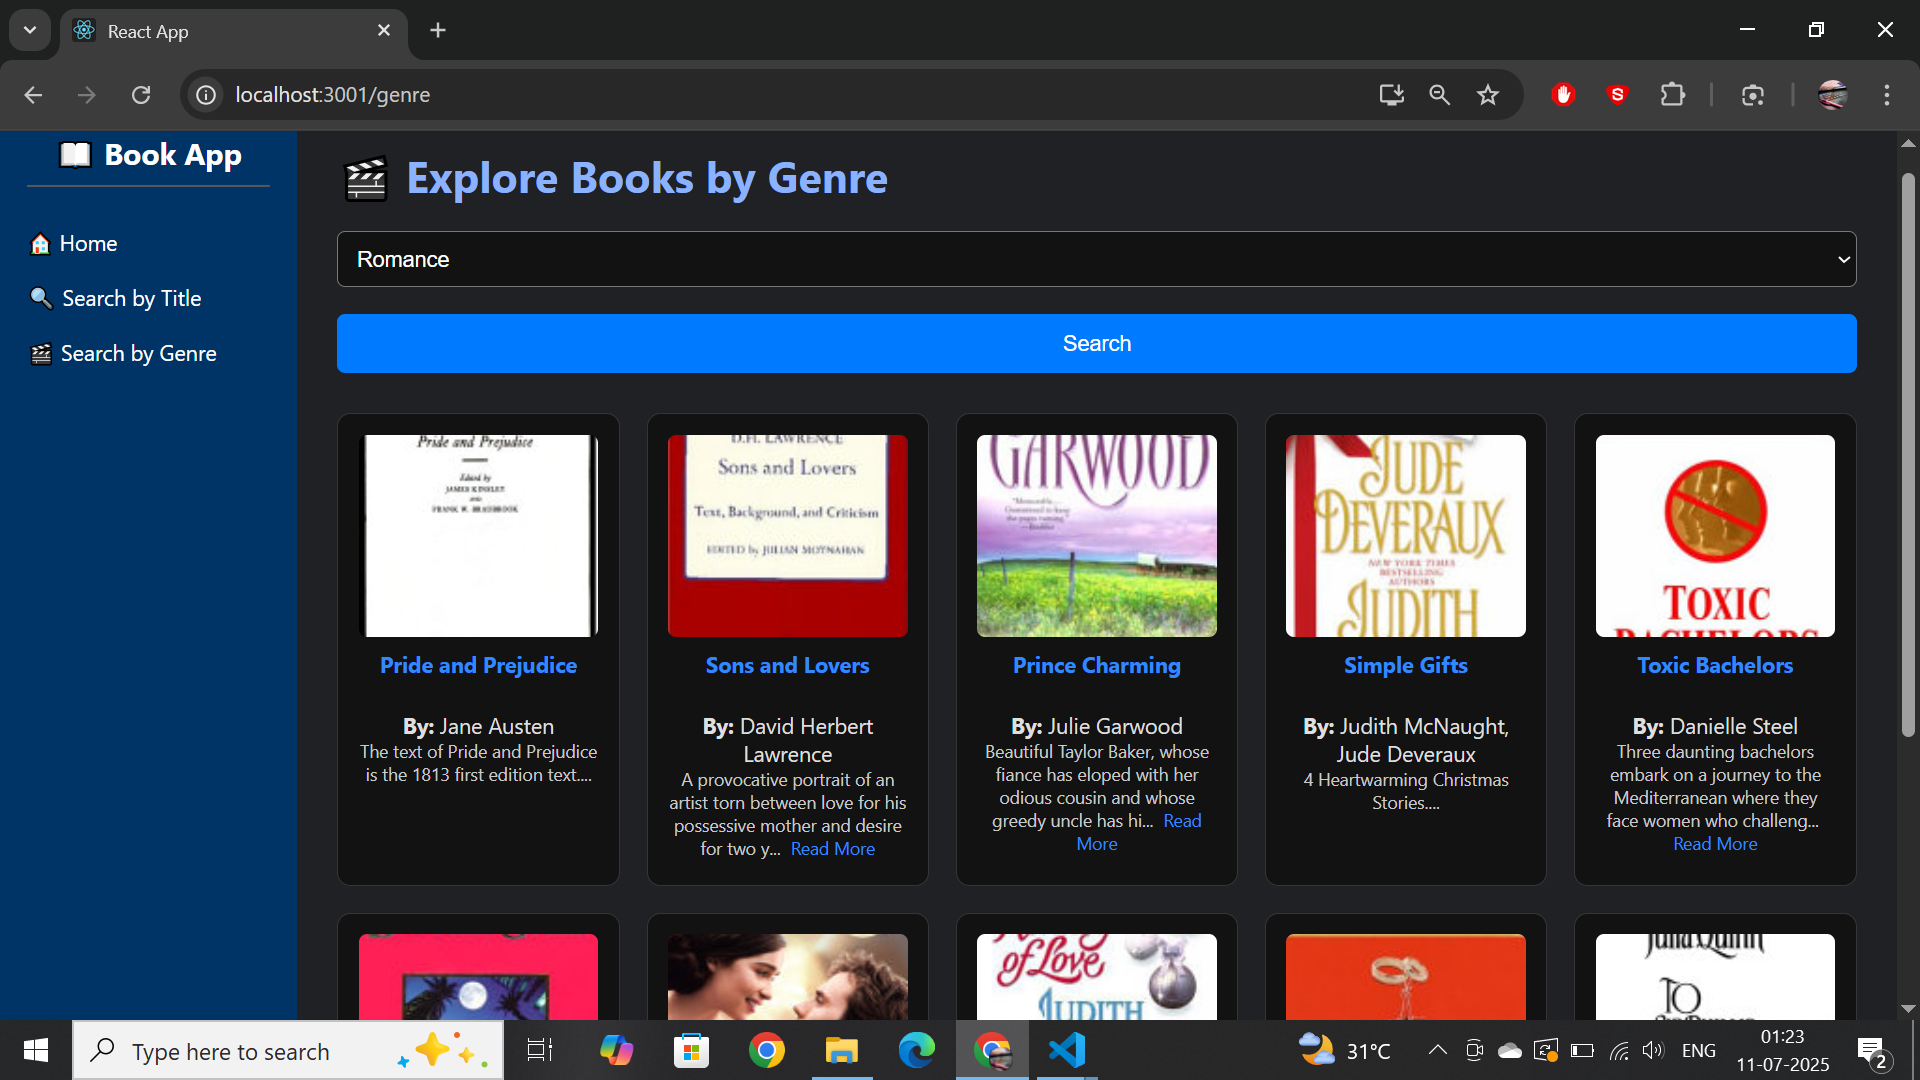 React App
localhost:3001/genre
Book App
Home
Search by Title
Search by Genre
Explore Books by Genre
Romance
Search
Pride and Prejudice
Edited by
JAMES KINSLEY
AND
FRANK W. BRADBROOK
Pride and Prejudice
By: Jane Austen
The text of Pride and Prejudice
is the 1813 first edition text....
D.H. LAWRENCE
Sons and Lovers
Text, Background, and Criticism
EDITED by JULIAN MOYNAHAN
Sons and Lovers
By: David Herbert
Lawrence
A provocative portrait of an
artist torn between love for his
possessive mother and desire
for two y... Read More
GARWOOD
Prince Charming
By: Julie Garwood
Beautiful Taylor Baker, whose
fiance has eloped with her
odious cousin and whose
greedy uncle has hi... Read
More
JUDE
DEVERAUX
NEW YORK TIMES
BESTSELLING
AUTHORS
JUDITH
Simple Gifts
By: Judith McNaught,
Jude Deveraux
4 Heartwarming Christmas
Stories....
TOXIC
BACHELORS
Toxic Bachelors
By: Danielle Steel
Three daunting bachelors
embark on a journey to the
Mediterranean where they
face women who challeng...
Read More
of Love
JUDITH
Julia Quinn
TO
Type here to search
31°C
ENG
01:23
11-07-2025
2